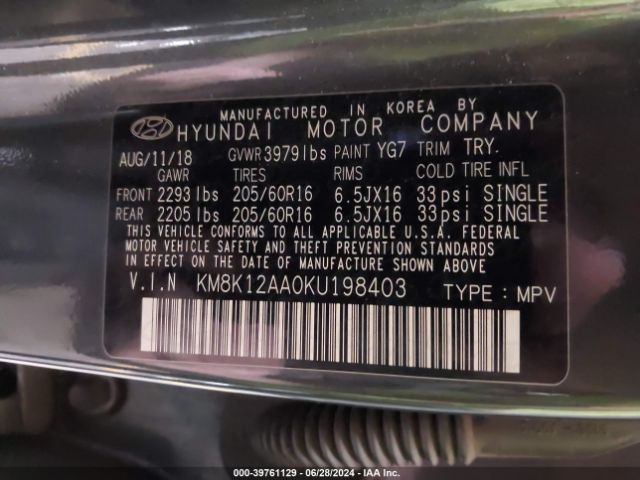 MANUFACTURED IN KOREA BY
HYUNDAI MOTOR COMPANY
AUG/11/18 GVWR 3979lbs PAINT YG7 TRIM TRY.
GAWR TIRES RIMS COLD TIRE INFL
FRONT 2293lbs 205/60R16 6.5JX16 33psi SINGLE
REAR 2205lbs 205/60R16 6.5JX16 33psi SINGLE
THIS VEHICLE CONFORMS TO ALL APPLICABLE U.S.A. FEDERAL
MOTOR VEHICLE SAFETY AND THEFT PREVENTION STANDARDS
IN EFFECT ON THE DATE OF MANUFACTURE SHOWN ABOVE.
V.I.N KM8K12AA0KU198403 TYPE : MPV
000-39761129 - 06/28/2024 - IAA Inc.